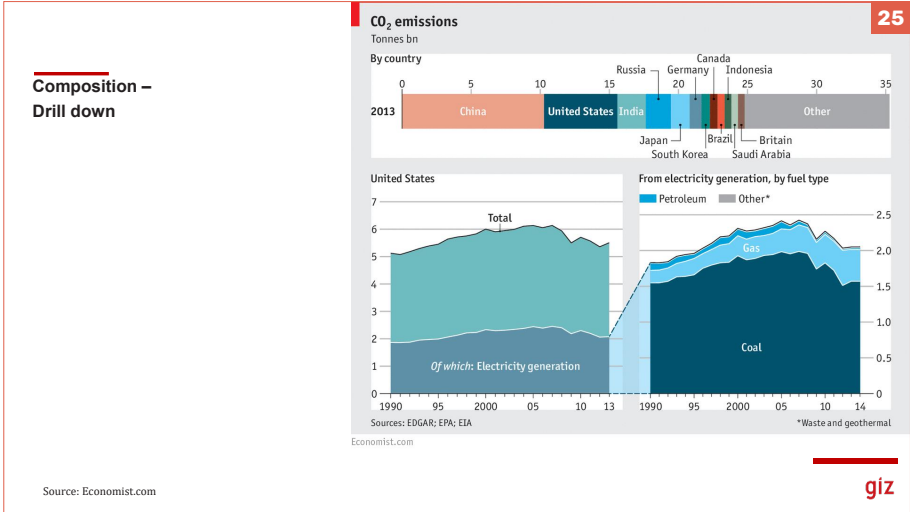 25
Composition –
Drill down
CO₂ emissions
Tonnes bn
By country
Canada
Russia
Germany
Indonesia
0 5 10 15 20 25 30 35
2013
China
United States
India
Other
Japan
Brazil
Britain
South Korea
Saudi Arabia
United States
From electricity generation, by fuel type
Petroleum
Other*
7
6
5
4
3
2
1
0
Total
Of which: Electricity generation
1990 95 2000 05 10 13
2.5
2.0
1.5
1.0
0.5
0
Gas
Coal
1990 95 2000 05 10 14
Sources: EDGAR; EPA; EIA
*Waste and geothermal
Economist.com
Source: Economist.com
giz